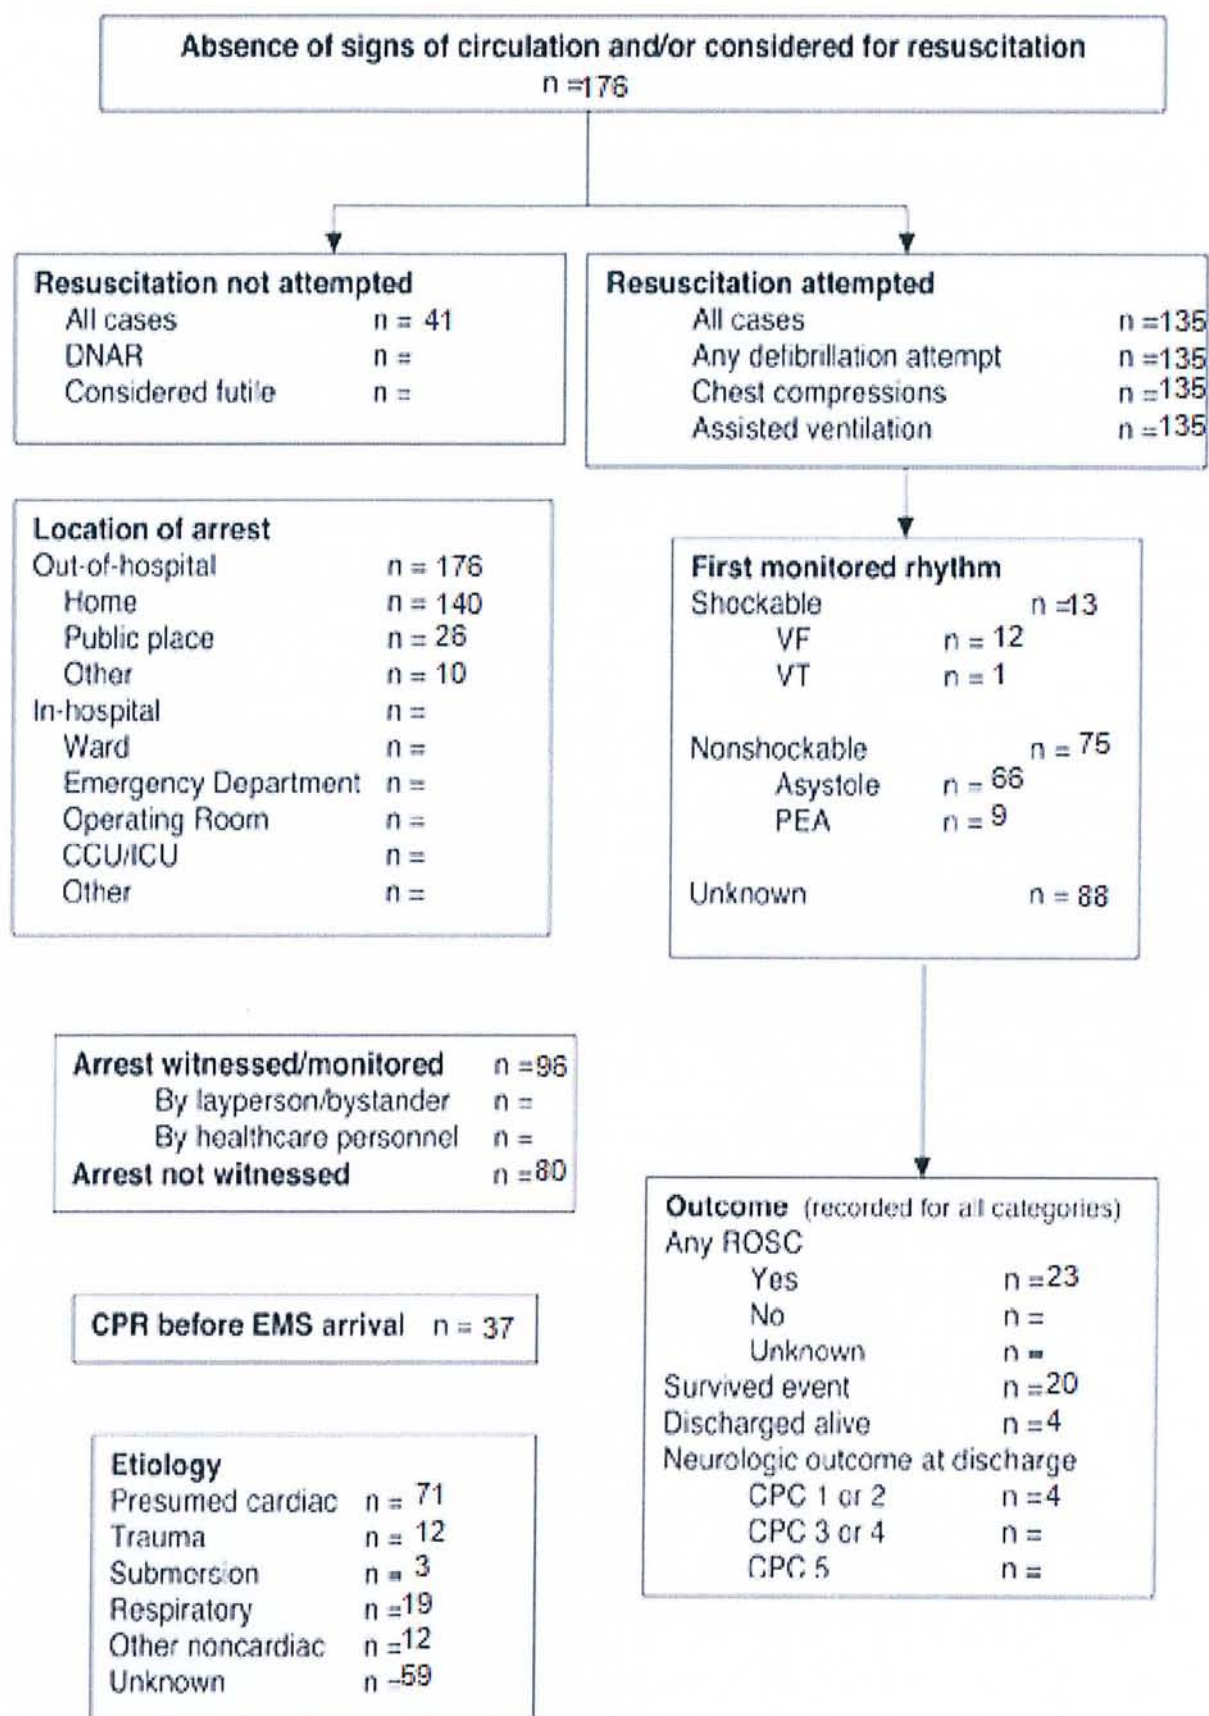 Absence of signs of circulation and/or considered for resuscitation
n =176
Resuscitation not attempted
All cases n = 41
DNAR n =
Considered futile n =
Resuscitation attempted
All cases n =135
Any defibrillation attempt n =135
Chest compressions n =135
Assisted ventilation n =135
Location of arrest
Out-of-hospital n = 176
Home n = 140
Public place n = 26
Other n = 10
In-hospital n =
Ward n =
Emergency Department n =
Operating Room n =
CCU/ICU n =
Other n =
First monitored rhythm
Shockable n =13
VF n = 12
VT n = 1
Nonshockable n = 75
Asystole n = 66
PEA n = 9
Unknown n = 88
Arrest witnessed/monitored n =96
By layperson/bystander n =
By healthcare personnel n =
Arrest not witnessed n =80
CPR before EMS arrival n = 37
Etiology
Presumed cardiac n = 71
Trauma n = 12
Submersion n = 3
Respiratory n =19
Other noncardiac n =12
Unknown n =59
Outcome (recorded for all categories)
Any ROSC
Yes n =23
No n =
Unknown n =
Survived event n =20
Discharged alive n =4
Neurologic outcome at discharge
CPC 1 or 2 n =4
CPC 3 or 4 n =
CPC 5 n =